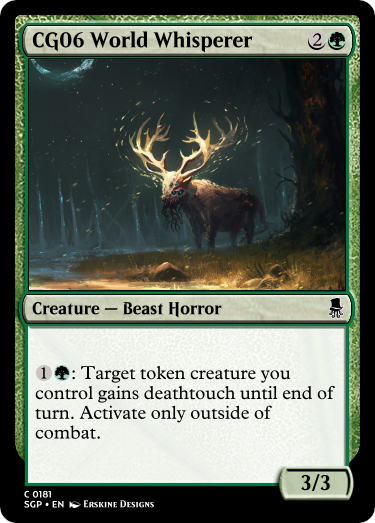 CG06 World Whisperer 2
Creature — Beast Horror
1: Target token creature you
control gains deathtouch until end of
turn. Activate only outside of
combat.
3/3
C 0181
SGP • EN Erskine Designs